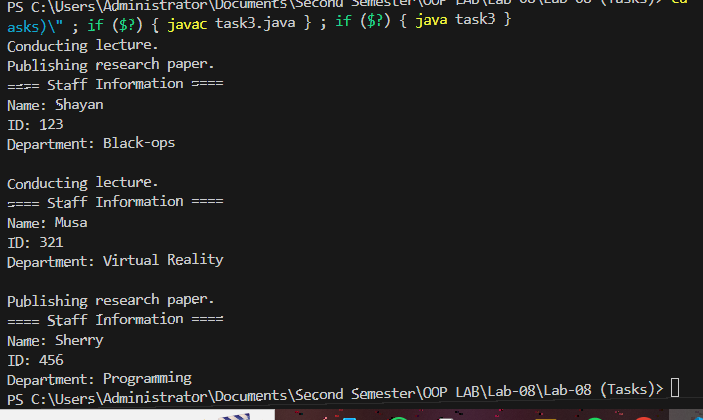 PS C:\Users\Administrator\Documents\Second Semester\OOP LAB\Lab-08\Lab-08 (Tasks)> cd
asks)\" ; if ($?) { javac task3.java } ; if ($?) { java task3 }
Conducting lecture.
Publishing research paper.
==== Staff Information ====
Name: Shayan
ID: 123
Department: Black-ops

Conducting lecture.
==== Staff Information ====
Name: Musa
ID: 321
Department: Virtual Reality

Publishing research paper.
==== Staff Information ====
Name: Sherry
ID: 456
Department: Programming
PS C:\Users\Administrator\Documents\Second Semester\OOP LAB\Lab-08\Lab-08 (Tasks)>